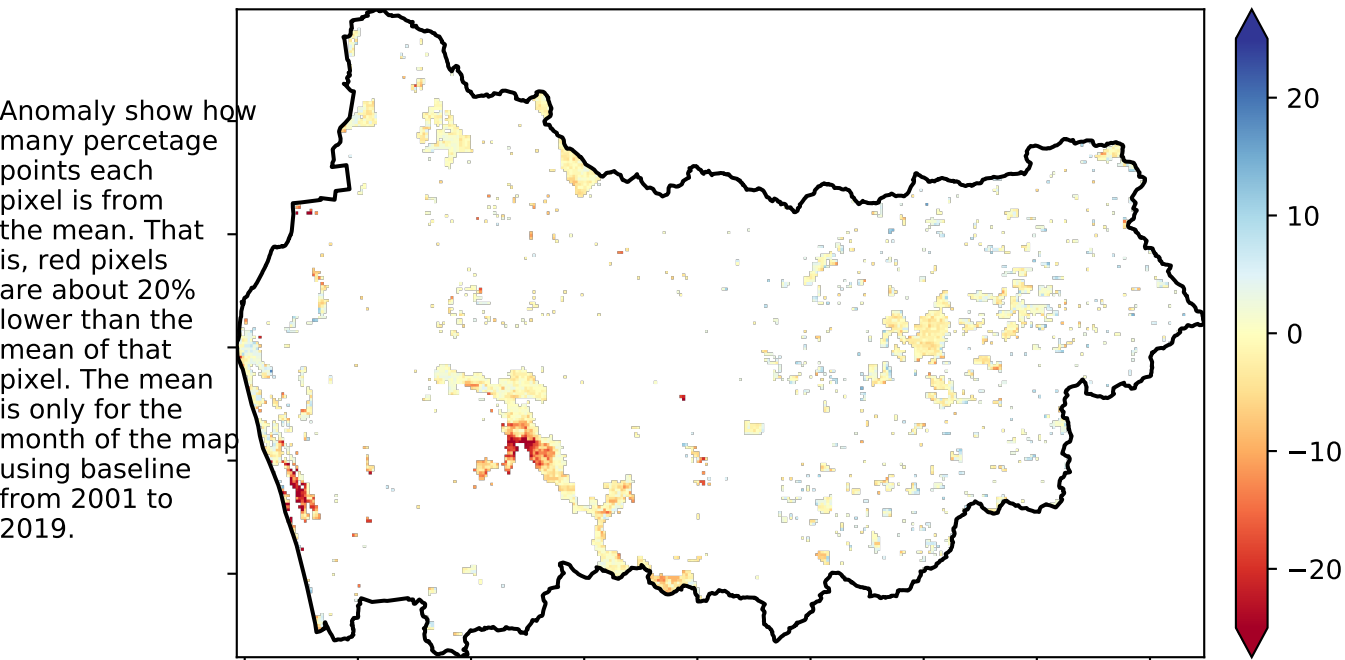 Anomaly show how
many percetage
points each
pixel is from
the mean. That
is, red pixels
are about 20%
lower than the
mean of that
pixel. The mean
is only for the
month of the map
using baseline
from 2001 to
2019.
20
10
0
−10
−20